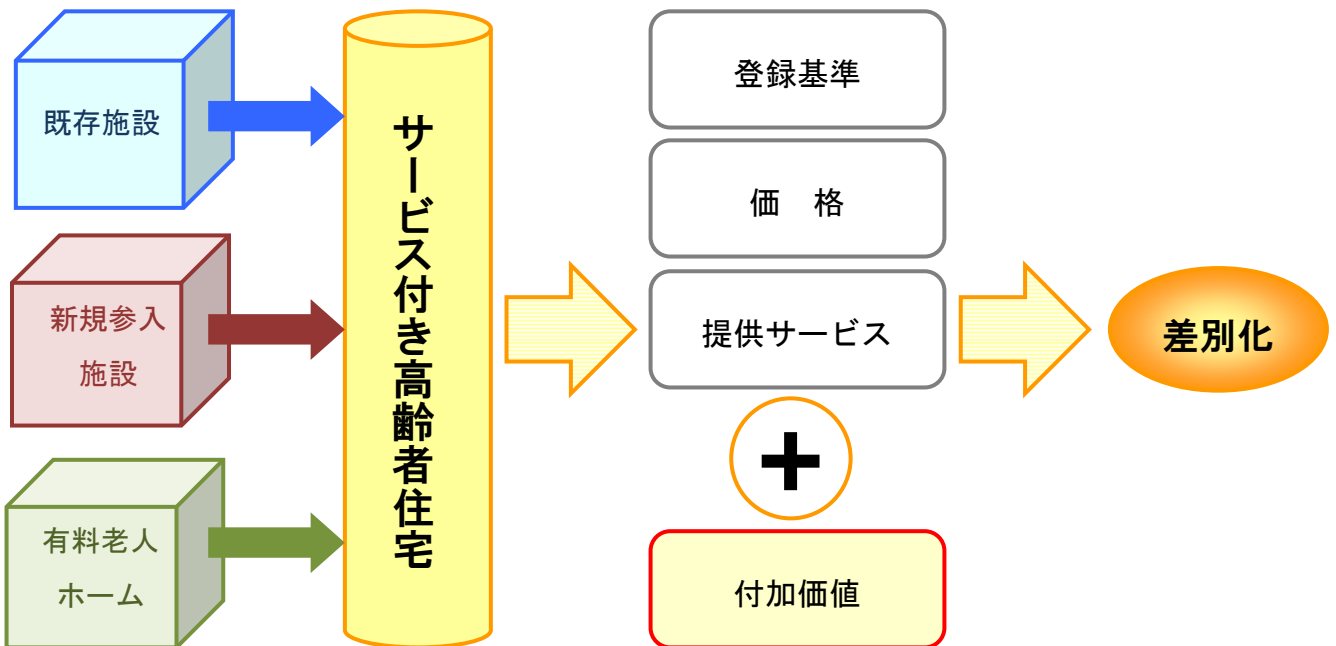 既存施設
新規参入
施設
有料老人
ホーム
サービス付き高齢者住宅
登録基準
価　格
提供サービス
+
付加価値
差別化